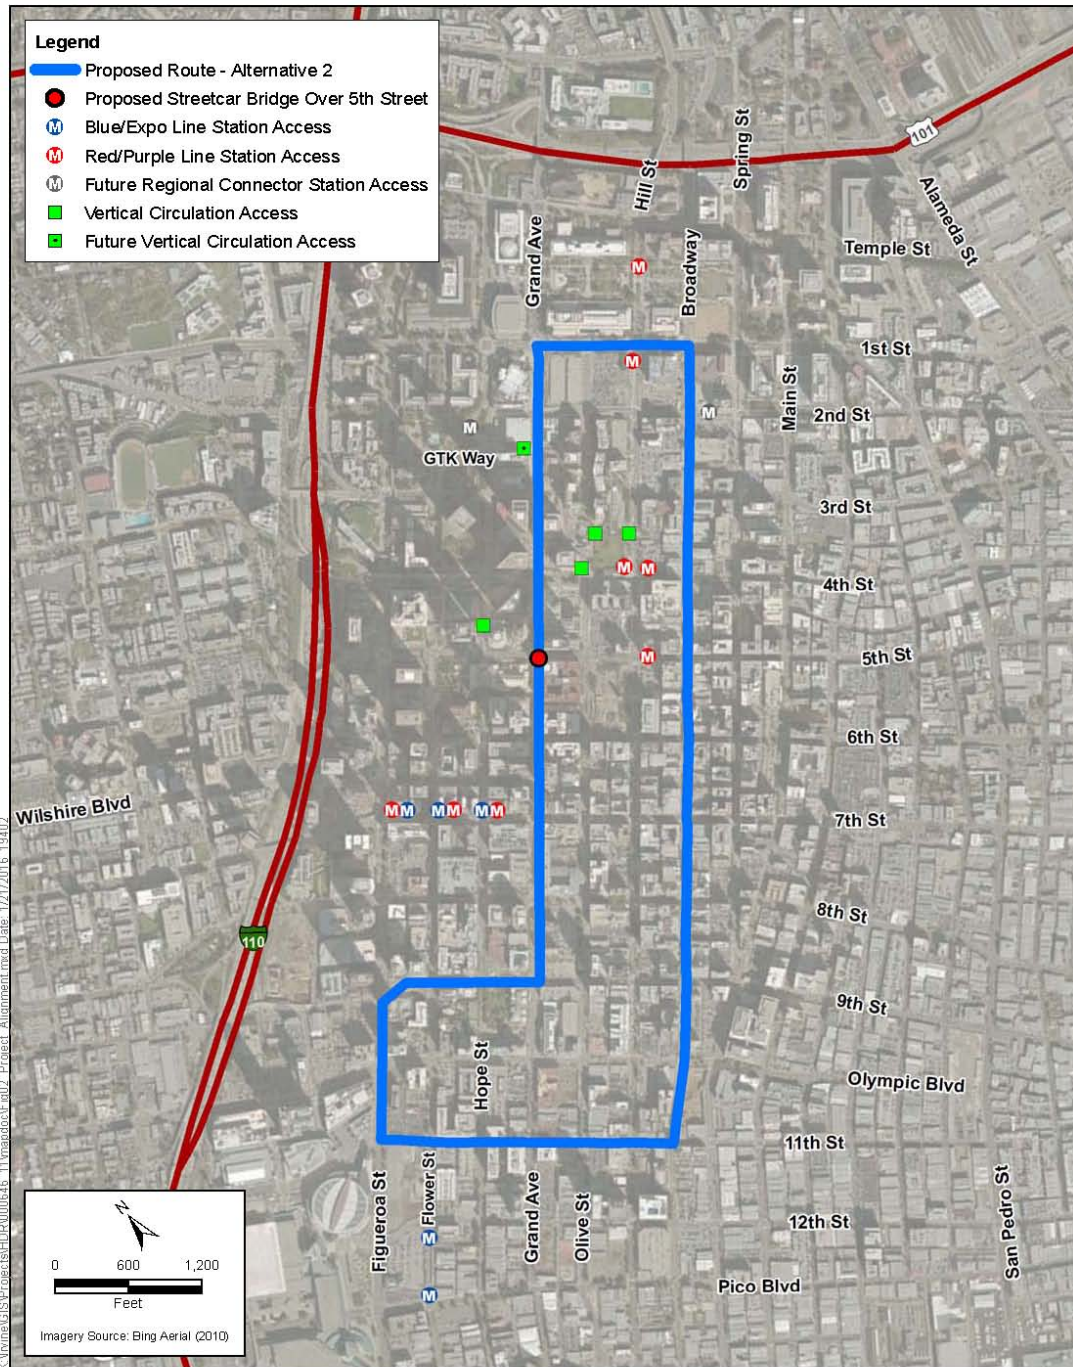 Legend
Proposed Route - Alternative 2
Proposed Streetcar Bridge Over 5th Street
M Blue/Expo Line Station Access
M Red/Purple Line Station Access
M Future Regional Connector Station Access
Vertical Circulation Access
Future Vertical Circulation Access
101
Spring St
Hill St
Alameda St
Grand Ave
Broadway
Temple St
M
1st St
M
Main St
M
2nd St
M
GTK Way
3rd St
H
M M
4th St
M
5th St
6th St
Wilshire Blvd
M M M M M M
7th St
8th St
110
9th St
Hope St
Olympic Blvd
11th St
Figueroa St
Flower St
Grand Ave
Olive St
San Pedro St
12th St
M
Pico Blvd
M
N
0 600 1,200
Feet
Imagery Source: Bing Aerial (2010)